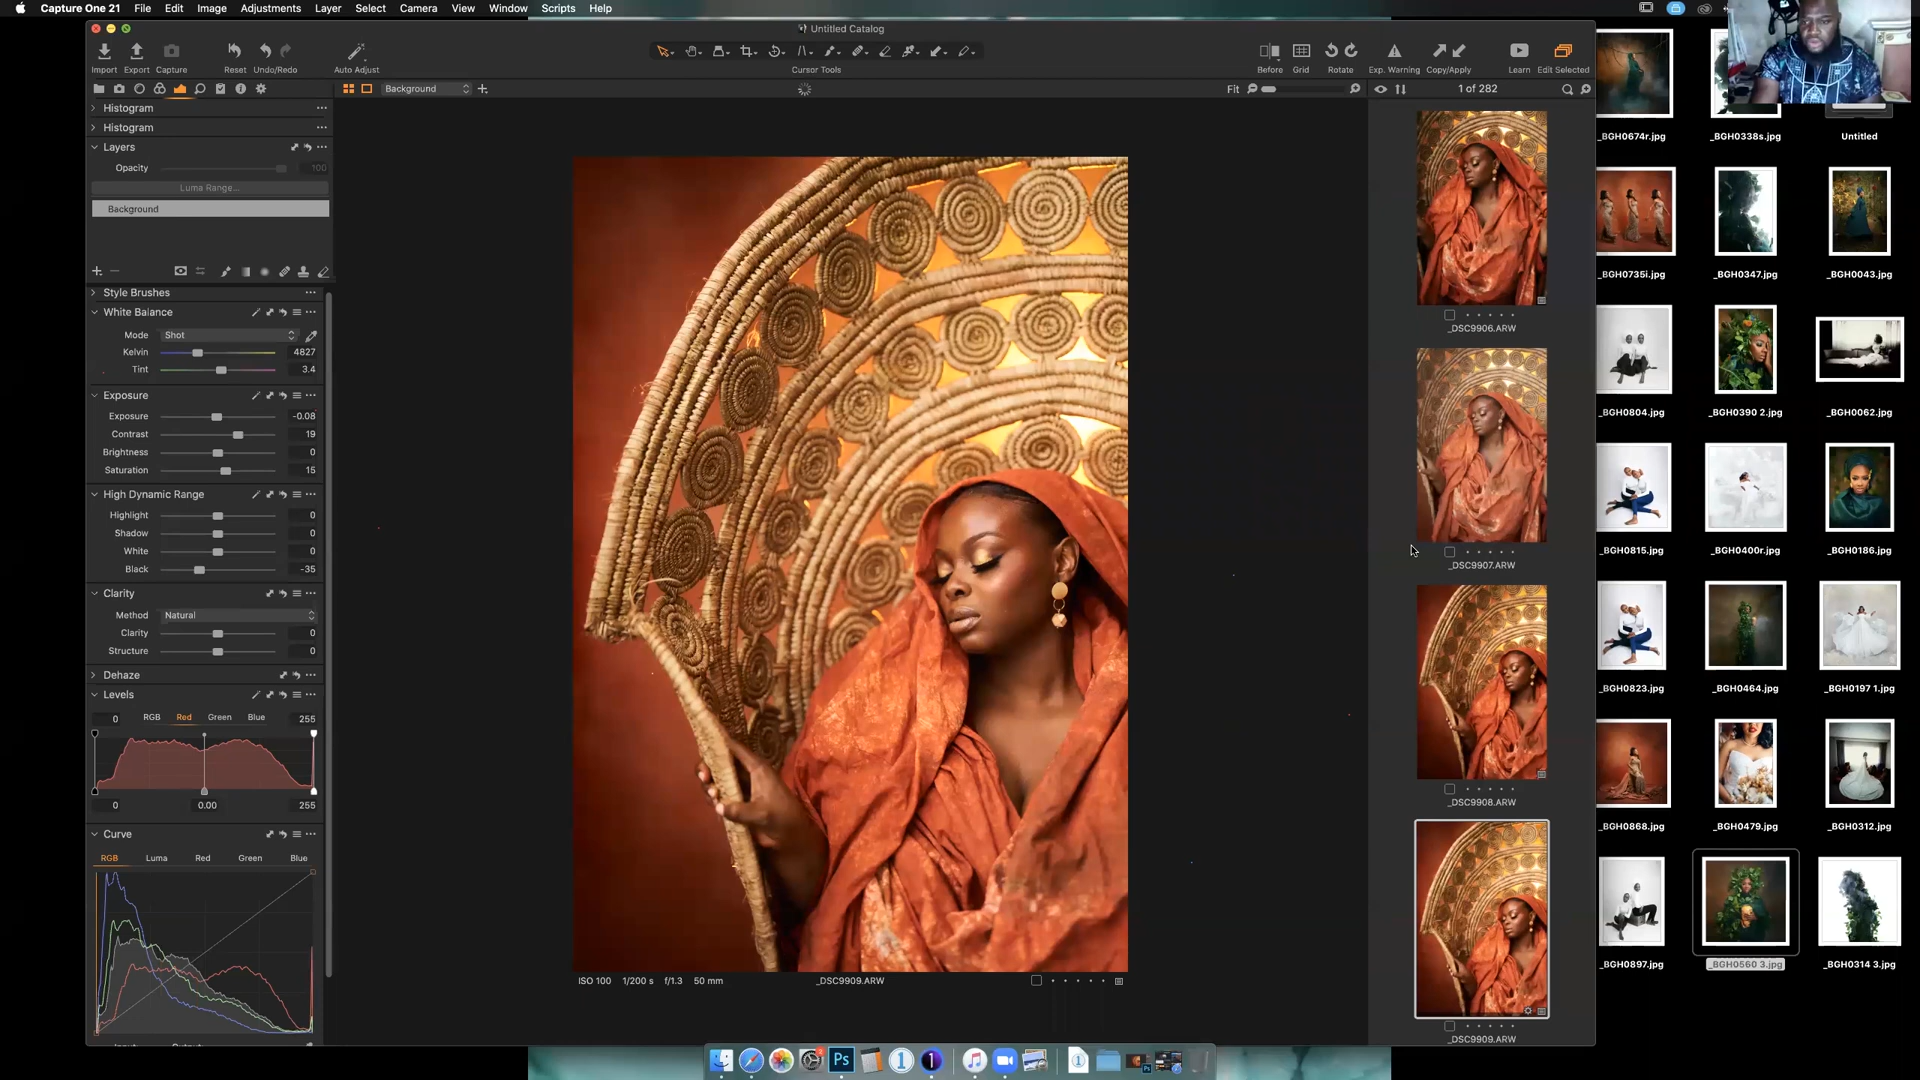 Capture One 21 File Edit Image Adjustments Layer Select Camera View Window Scripts Help
Untitled Catalog
Import Export Capture Reset Undo/Redo Auto Adjust Cursor Tools Before Grid Rotate Exp. Warning Copy/Apply Learn Edit Selected
Background Fit 1 of 282
Histogram
Histogram
Layers
Opacity 100
Luma Range...
Background
Style Brushes
White Balance
Mode Shot
Kelvin 4827
Tint 3.4
Exposure
Exposure -0.08
Contrast 19
Brightness 0
Saturation 15
High Dynamic Range
Highlight 0
Shadow 0
White 0
Black -35
Clarity
Method Natural
Clarity 0
Structure 0
Dehaze
Levels
0 RGB Red Green Blue 255
0 0.00 255
Curve
RGB Luma Red Green Blue
ISO 100 1/200 s f/1.3 50 mm _DSC9909.ARW
_DSC9906.ARW
_DSC9907.ARW
_DSC9908.ARW
_DSC9909.ARW
_BGH0674r.jpg _BGH0338s.jpg Untitled
_BGH0735i.jpg _BGH0347.jpg _BGH0043.jpg
_BGH0804.jpg _BGH0390 2.jpg _BGH0062.jpg
_BGH0815.jpg _BGH0400r.jpg _BGH0186.jpg
_BGH0823.jpg _BGH0464.jpg _BGH0197 1.jpg
_BGH0868.jpg _BGH0479.jpg _BGH0312.jpg
_BGH0897.jpg _BGH0560 3.jpg _BGH0314 3.jpg
Ps